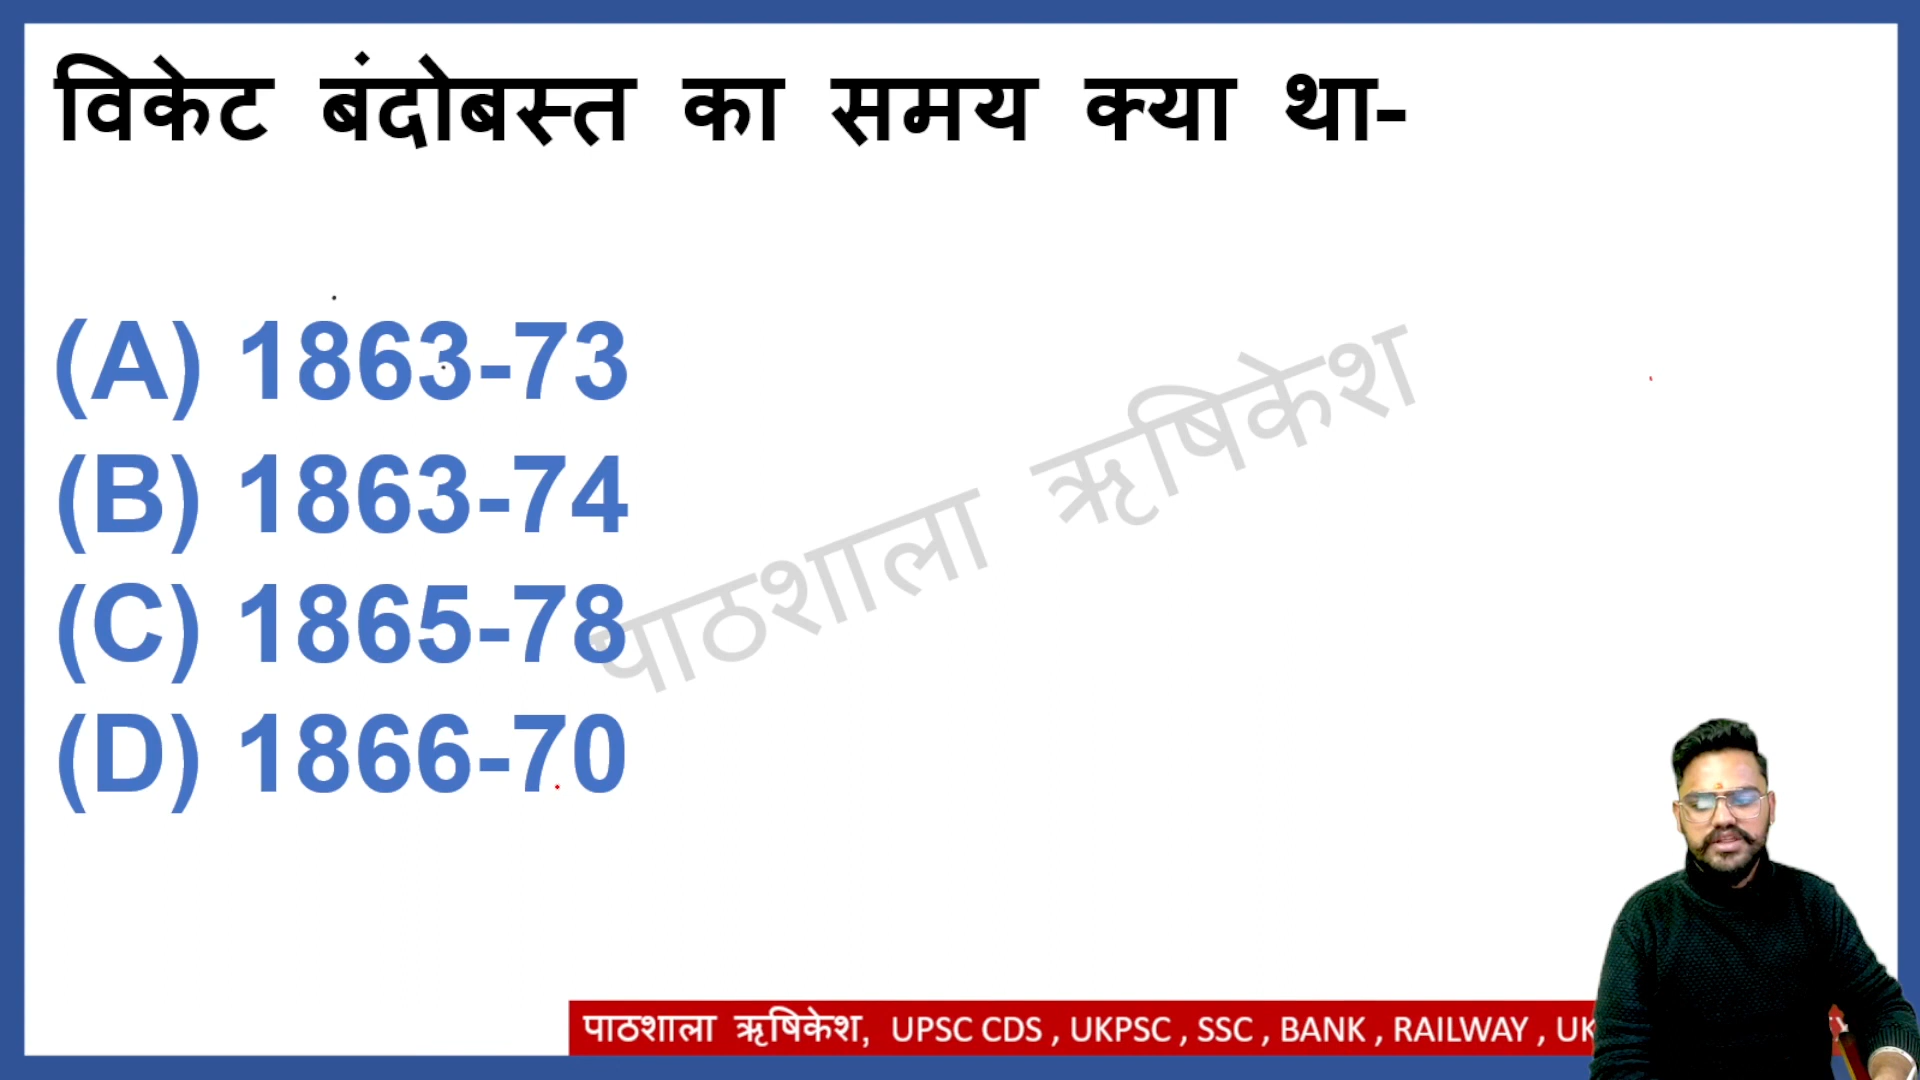 विकेट बंदोबस्त का समय क्या था-
(A) 1863-73
(B) 1863-74
(C) 1865-78
(D) 1866-70
पाठशाला ऋषिकेश
पाठशाला ऋषिकेश, UPSC CDS , UKPSC , SSC , BANK , RAILWAY , UK